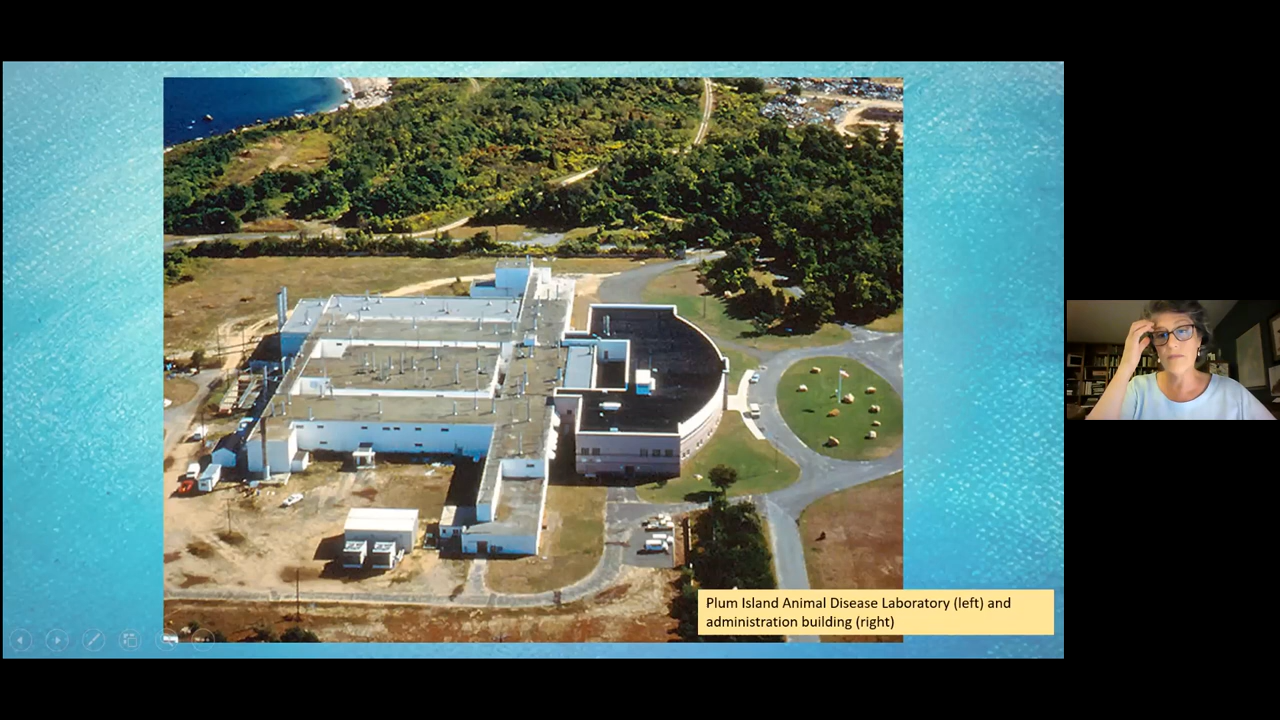 Plum Island Animal Disease Laboratory (left) and
administration building (right)